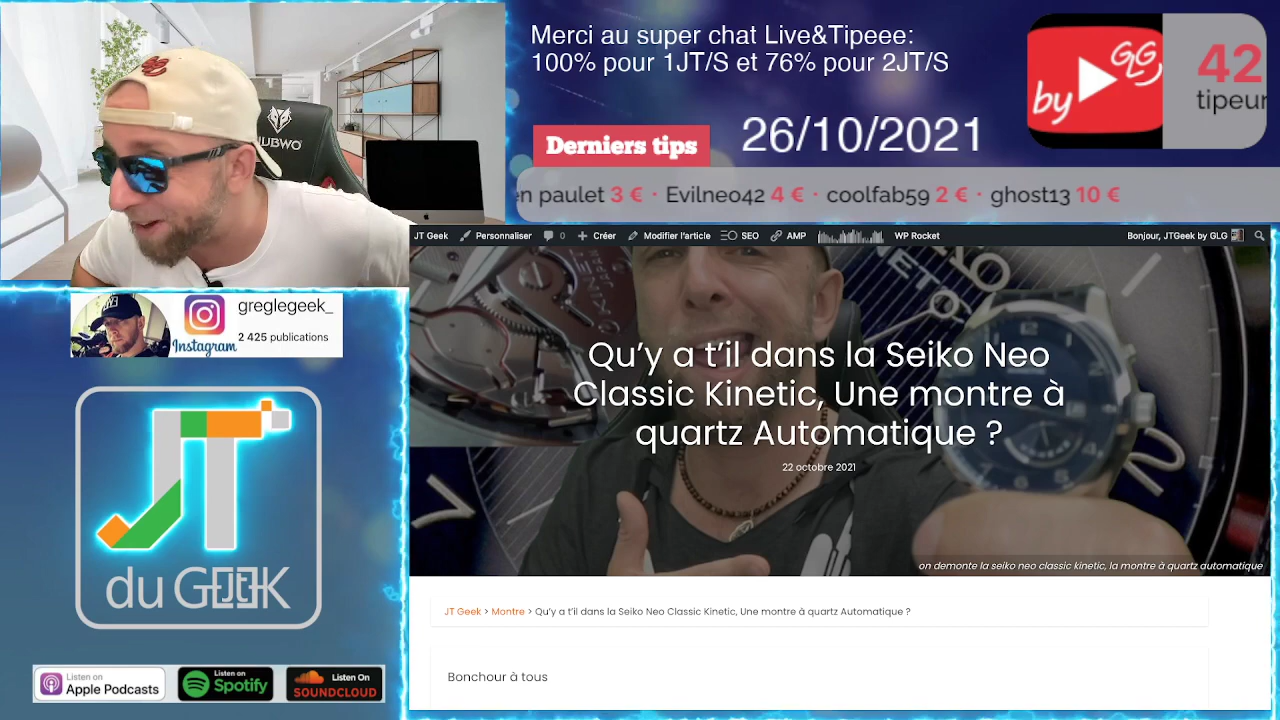 Merci au super chat Live&Tipeee:
100% pour 1JT/S et 76% pour 2JT/S
by GLG
42
tipeur
Derniers tips
26/10/2021
en paulet 3 € · Evilneo42 4 € · coolfab59 2 € · ghost13 10 €
JT Geek Personnaliser 0 Créer Modifier l'article SEO AMP WP Rocket Bonjour, JTGeek by GLG
greglegeek_
2 425 publications
Instagram
JT
du GEEK
Listen on
Apple Podcasts
Listen on
Spotify
Listen On
SOUNDCLOUD
Qu'y a t'il dans la Seiko Neo
Classic Kinetic, Une montre à
quartz Automatique ?
22 octobre 2021
on demonte la seiko neo classic kinetic, la montre à quartz automatique
JT Geek > Montre > Qu'y a t'il dans la Seiko Neo Classic Kinetic, Une montre à quartz Automatique ?
Bonchour à tous